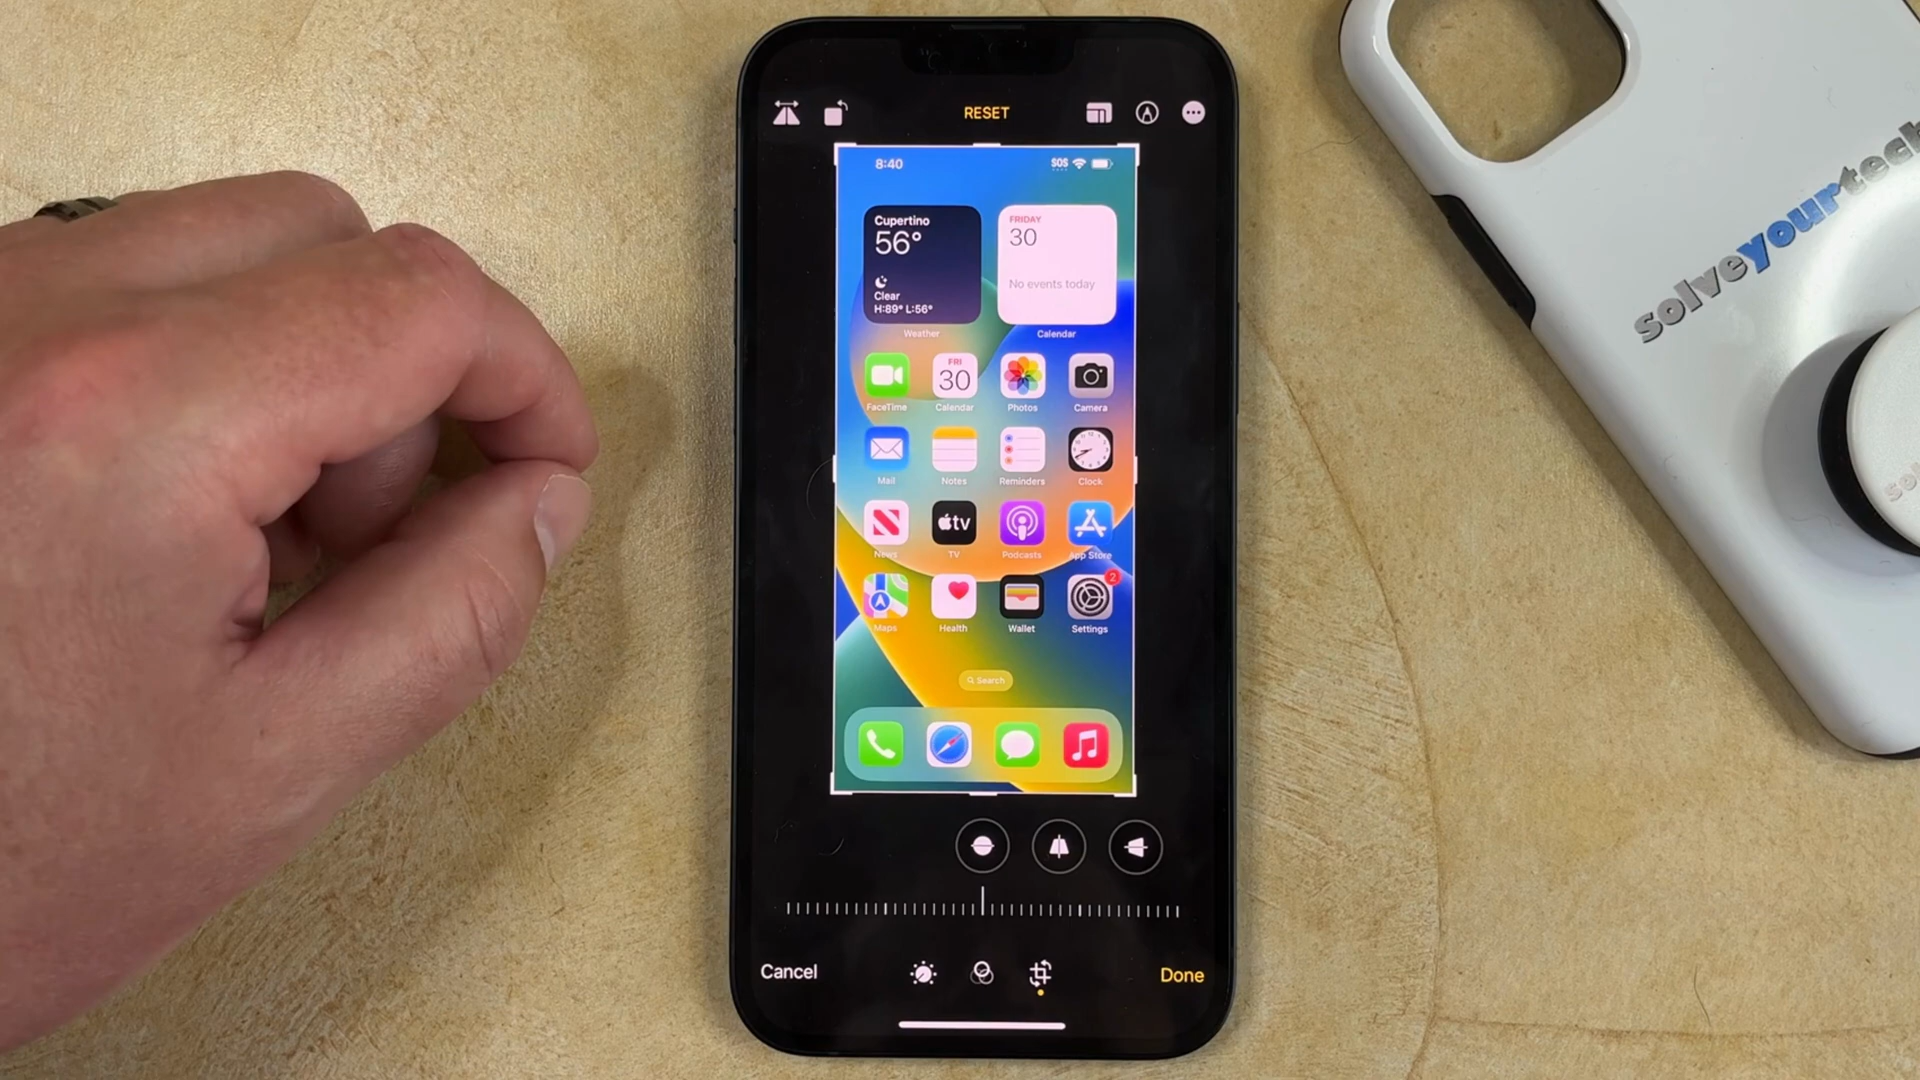 RESET
8:40
SOS
Cupertino
56°
Clear
H:89° L:56°
Weather
FRIDAY
30
No events today
Calendar
FaceTime
FRI
30
Calendar
Photos
Camera
Mail
Notes
Reminders
Clock
News
tv
TV
Podcasts
App Store
Maps
Health
Wallet
2
Settings
Search
Cancel
Done
solveyourtech